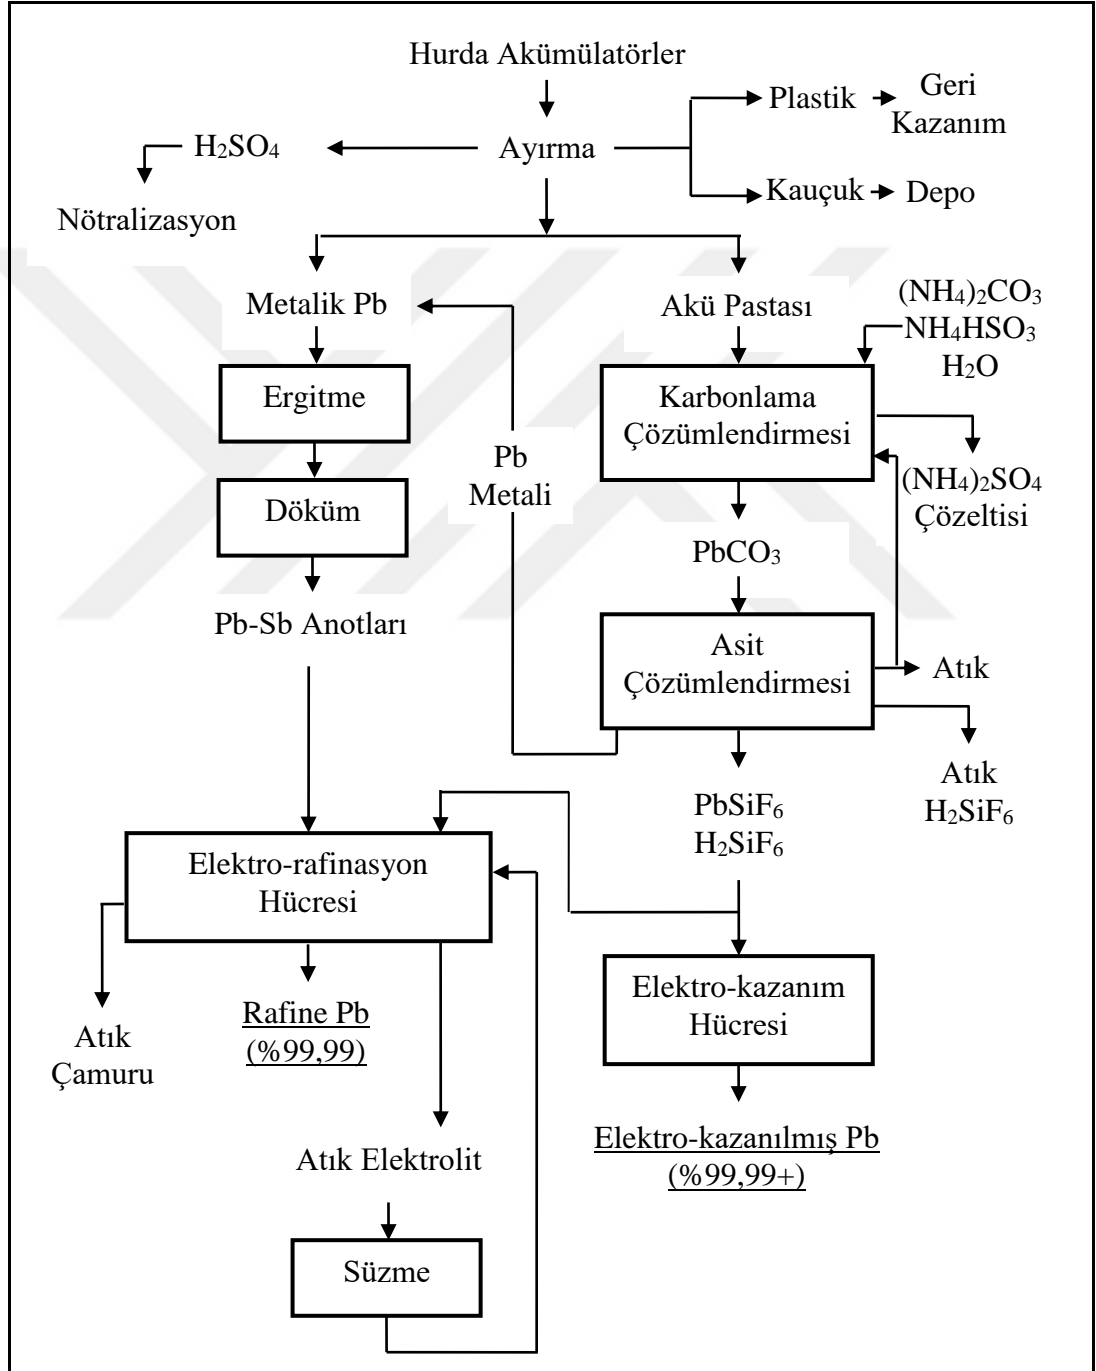 Hurda Akümülatörler
Plastik
Geri
Kazanım
H2SO4
Ayırma
Kauçuk
Depo
Nötralizasyon
Metalik Pb
Akü Pastası
(NH4)2CO3
NH4HSO3
H2O
Ergitme
Karbonlama
Çözümlendirmesi
Pb
Metali
(NH4)2SO4
Çözeltisi
Döküm
PbCO3
Pb-Sb Anotları
Asit
Çözümlendirmesi
Atık
Atık
H2SiF6
PbSiF6
H2SiF6
Elektro-rafinasyon
Hücresi
Elektro-kazanım
Hücresi
Rafine Pb
(%99,99)
Atık
Çamuru
Elektro-kazanılmış Pb
(%99,99+)
Atık Elektrolit
Süzme